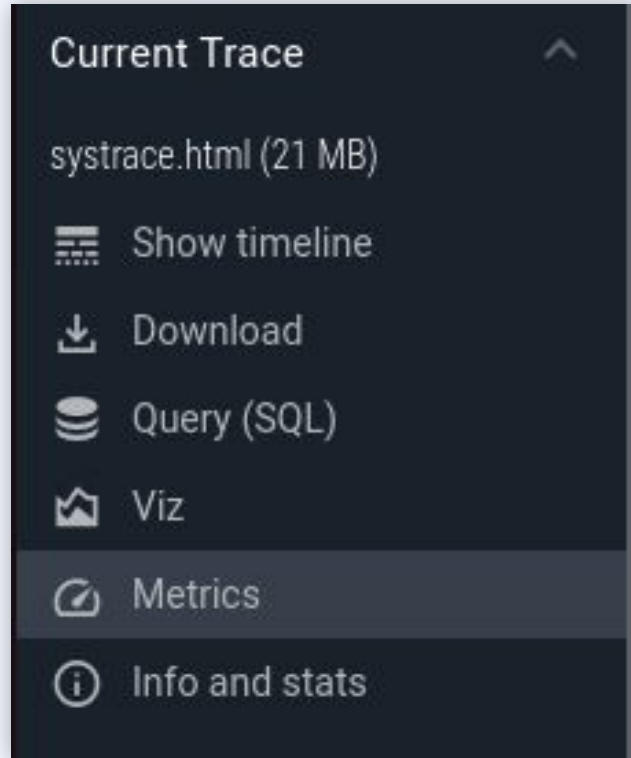 Current Trace
systrace.html (21 MB)
Show timeline
Download
Query (SQL)
Viz
Metrics
Info and stats